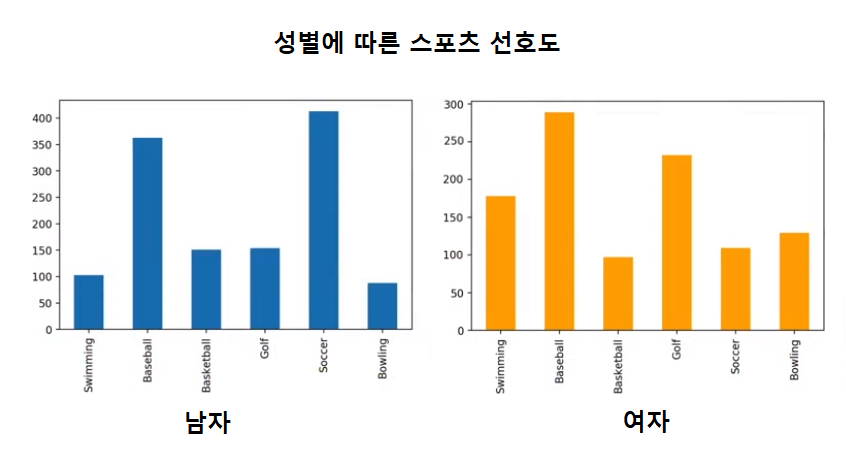 성별에 따른 스포츠 선호도
400
350
300
250
200
150
100
50
0
Swimming
Baseball
Basketball
Golf
Soccer
Bowling
남자
300
250
200
150
100
50
0
Swimming
Baseball
Basketball
Golf
Soccer
Bowling
여자